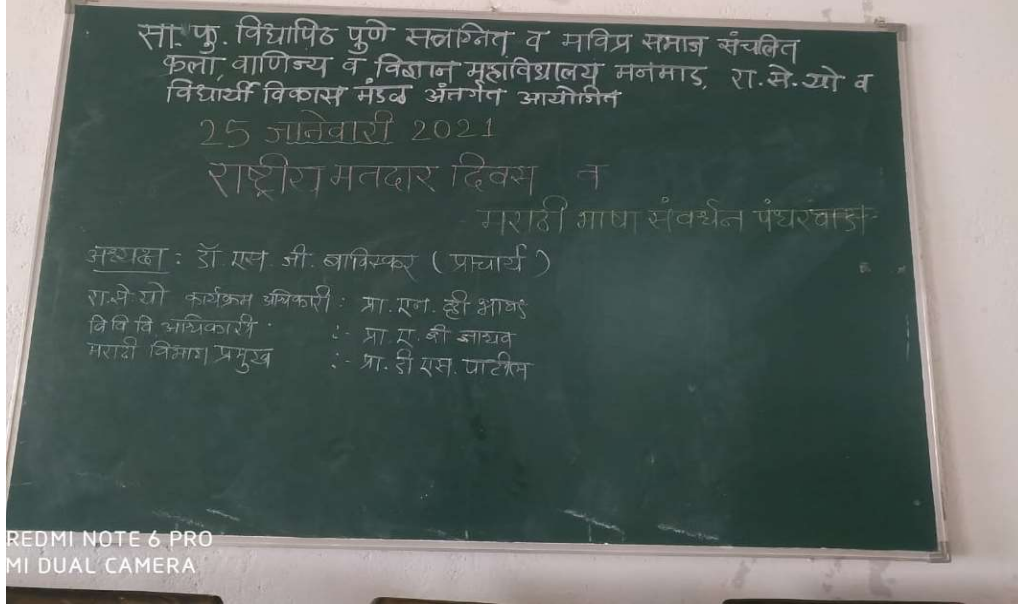 सा. फु. विद्यापिठ पुणे सलग्नित व मविप्र समाज संचलित
कला, वाणिज्य व विज्ञान महाविद्यालय मनमाड, रा.से.यो व
विद्यार्थी विकास मंडळ अंतर्गत आयोजित
25 जानेवारी 2021
राष्ट्रीय मतदार दिवस व
मराठी भाषा संवर्धन पंधरवाडा
अध्यक्ष : डॉ. एस. जी. बाविस्कर ( प्राचार्य )
रा.से.यो कार्यक्रम अधिकारी : प्रा. एन. व्ही
वि वि वि अधिकारी :- प्रा. ए. व्ही जाधव
मराठी विभाग प्रमुख :- प्रा. डी एस. पाटील
REDMI NOTE 6 PRO
MI DUAL CAMERA